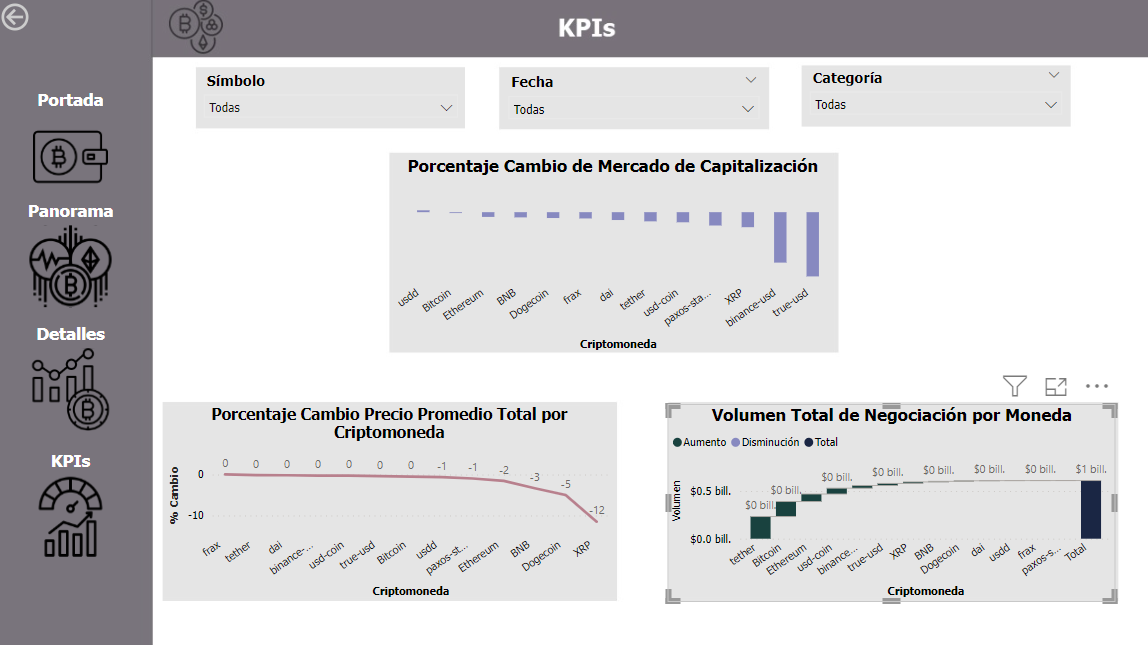 KPIs
Portada
Panorama
Detalles
KPIs
Símbolo
Todas
Fecha
Todas
Categoría
Todas
Porcentaje Cambio de Mercado de Capitalización
usdd
Bitcoin
Ethereum
BNB
Dogecoin
frax
dai
tether
usd-coin
paxos-sta...
XRP
binance-usd
true-usd
Criptomoneda
Porcentaje Cambio Precio Promedio Total por
Criptomoneda
% Cambio
0
-10
0
0
0
0
0
0
0
-1
-1
-2
-3
-5
-12
frax
tether
dai
binance-...
usd-coin
true-usd
Bitcoin
usdd
paxos-st...
Ethereum
BNB
Dogecoin
XRP
Criptomoneda
Volumen Total de Negociación por Moneda
Aumento
Disminución
Total
Volumen
$0.5 bill.
$0.0 bill.
$0 bill.
$0 bill.
$0 bill.
$0 bill.
$0 bill.
$0 bill.
$0 bill.
$1 bill.
tether
Bitcoin
Ethereum
usd-coin
binance...
true-usd
XRP
BNB
Dogecoin
dai
usdd
frax
paxos-s...
Total
Criptomoneda